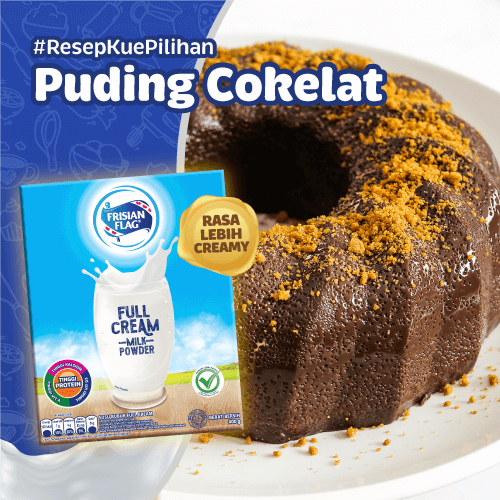 #ResepKuePilihan
Puding Cokelat
FRISIAN
FLAG
RASA
LEBIH
CREAMY
FULL
CREAM
MILK
POWDER
TINGGI
PROTEIN